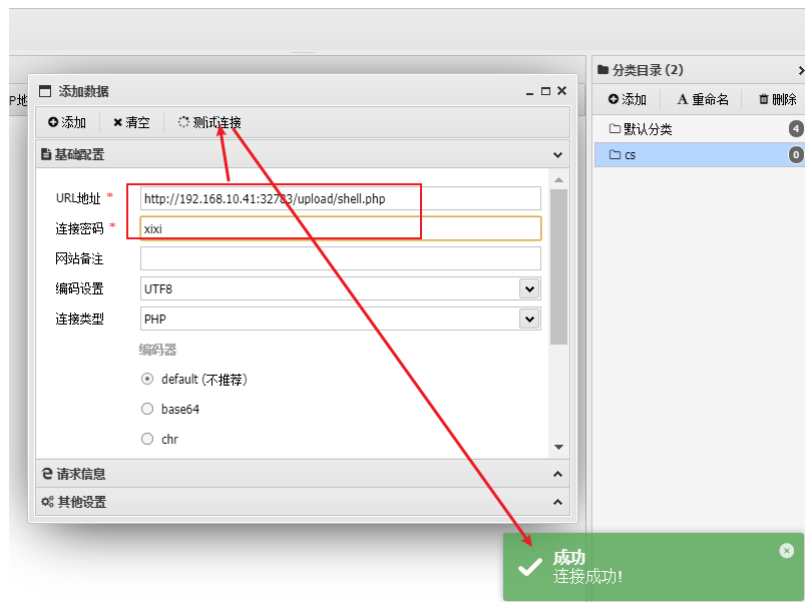 分类目录 (2)
添加 重命名 删除
默认分类 4
cs 0
P地
添加数据
添加 清空 测试连接
基础配置
URL地址 * http://192.168.10.41:32783/upload/shell.php
连接密码 * xixi
网站备注
编码设置 UTF8
连接类型 PHP
编码器
default (不推荐)
base64
chr
请求信息
其他设置
成功
连接成功!